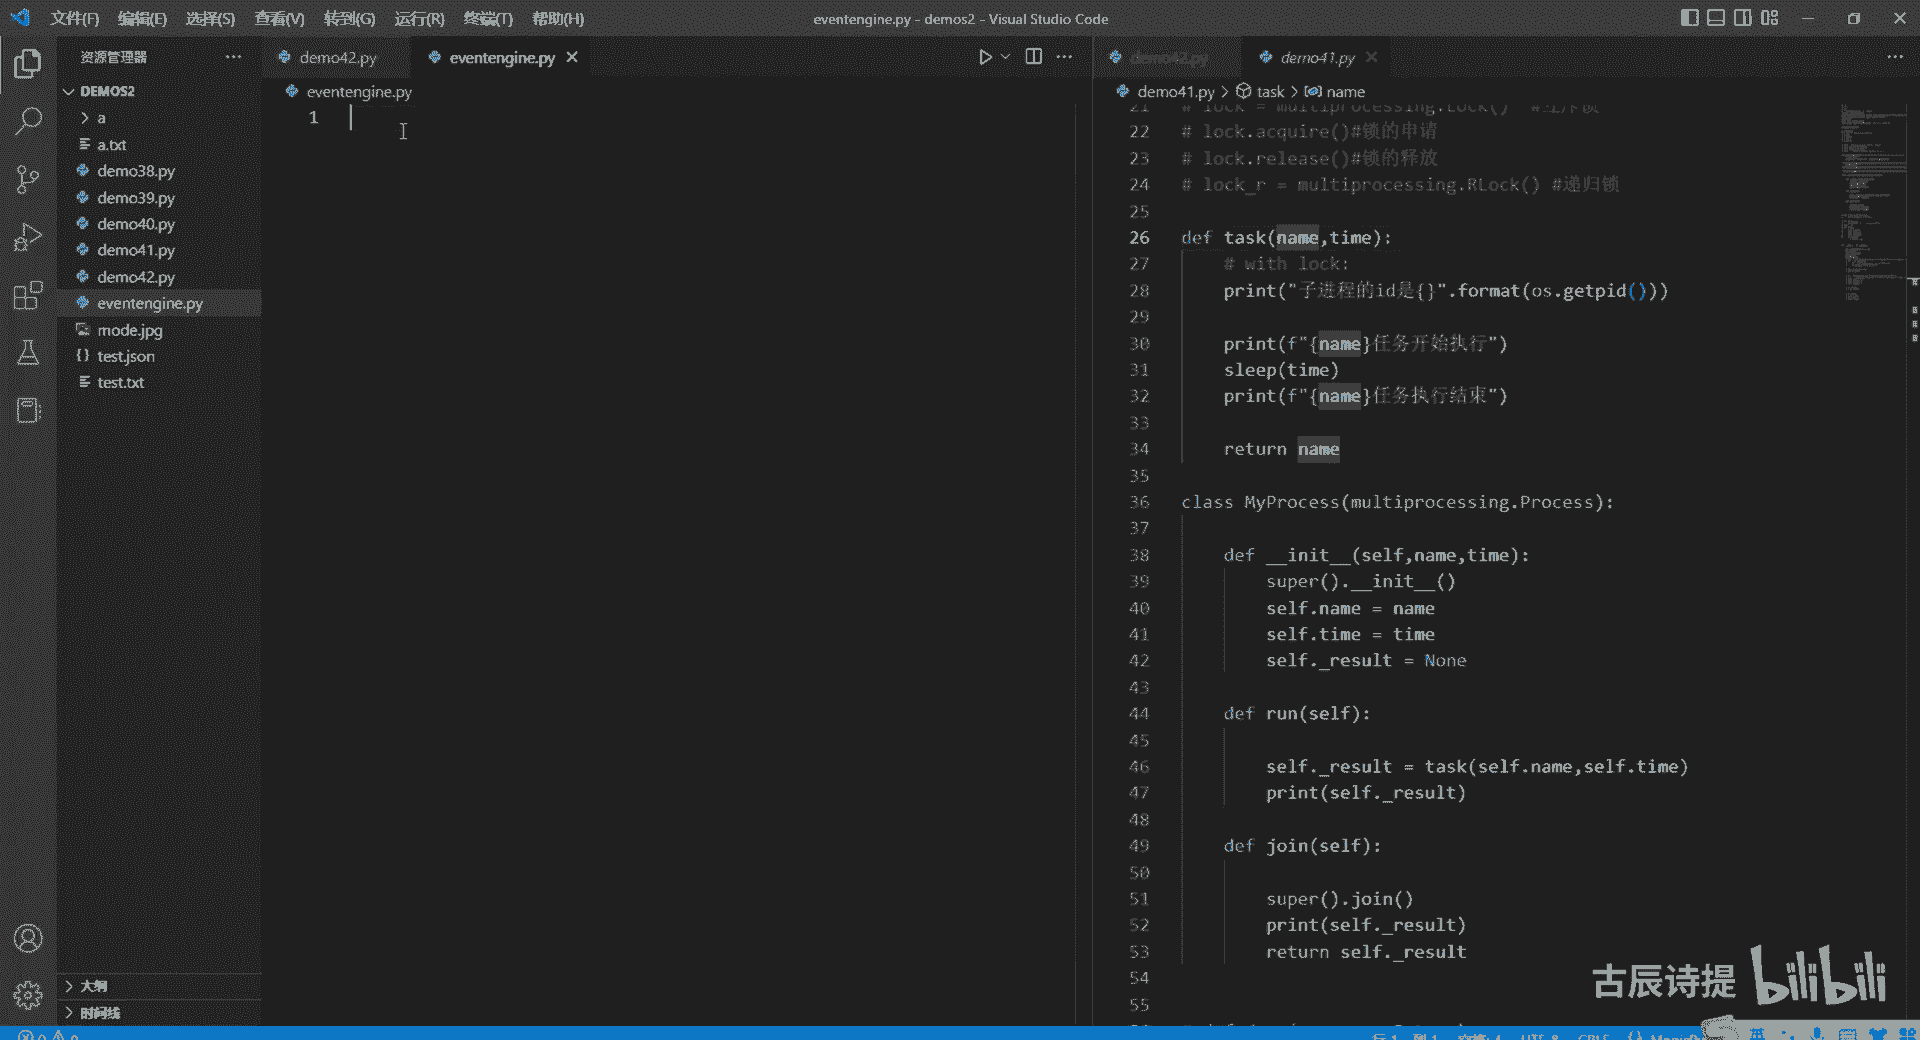 文件(F) 编辑(E) 选择(S) 查看(V) 转到(G) 运行(R) 终端(T) 帮助(H)
eventengine.py - demos2 - Visual Studio Code
资源管理器
DEMOS2
a
a.txt
demo38.py
demo39.py
demo40.py
demo41.py
demo42.py
eventengine.py
mode.jpg
test.json
test.txt
大纲
时间线
demo42.py
eventengine.py
eventengine.py
1
demo42.py
demo41.py
demo41.py > task > name
21 # lock = multiprocessing.Lock() #互斥锁
22 # lock.acquire()#锁的申请
23 # lock.release()#锁的释放
24 # lock_r = multiprocessing.RLock() #递归锁
25
26 def task(name,time):
27 # with lock:
28 print("子进程的id是{}".format(os.getpid()))
29
30 print(f"{name}任务开始执行")
31 sleep(time)
32 print(f"{name}任务执行结束")
33
34 return name
35
36 class MyProcess(multiprocessing.Process):
37
38 def __init__(self,name,time):
39 super().__init__()
40 self.name = name
41 self.time = time
42 self._result = None
43
44 def run(self):
45
46 self._result = task(self.name,self.time)
47 print(self._result)
48
49 def join(self):
50
51 super().join()
52 print(self._result)
53 return self._result
54
55
古辰诗提 bilibili